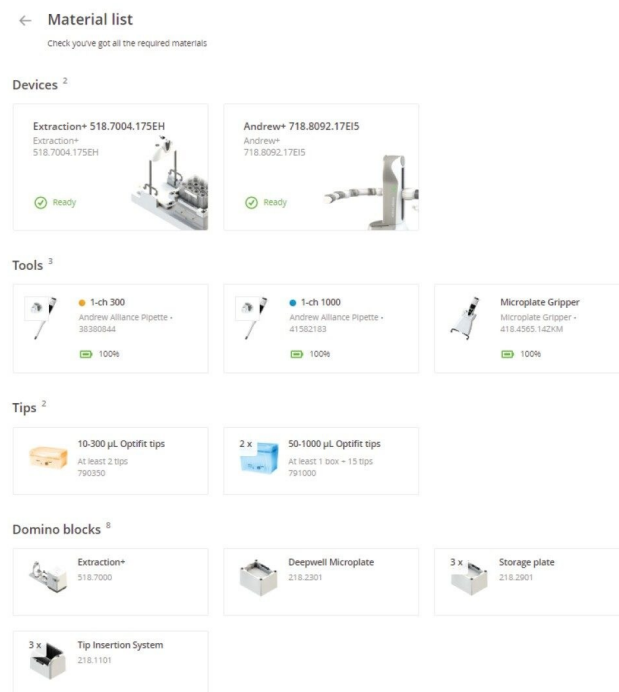 ← Material list
Check you've got all the required materials
Devices 2
Extraction+ 518.7004.175EH
Extraction+
518.7004.175EH
Ready
Andrew+ 718.8092.17EI5
Andrew+
718.8092.17EI5
Ready
Tools 3
1-ch 300
Andrew Alliance Pipette -
38380844
100%
1-ch 1000
Andrew Alliance Pipette -
41582183
100%
Microplate Gripper
Microplate Gripper -
418.4565.14ZKM
100%
Tips 2
10-300 µL Optifit tips
At least 2 tips
790350
2 x
50-1000 µL Optifit tips
At least 1 box + 15 tips
791000
Domino blocks 8
Extraction+
518.7000
Deepwell Microplate
218.2301
3 x
Storage plate
218.2901
3 x
Tip Insertion System
218.1101